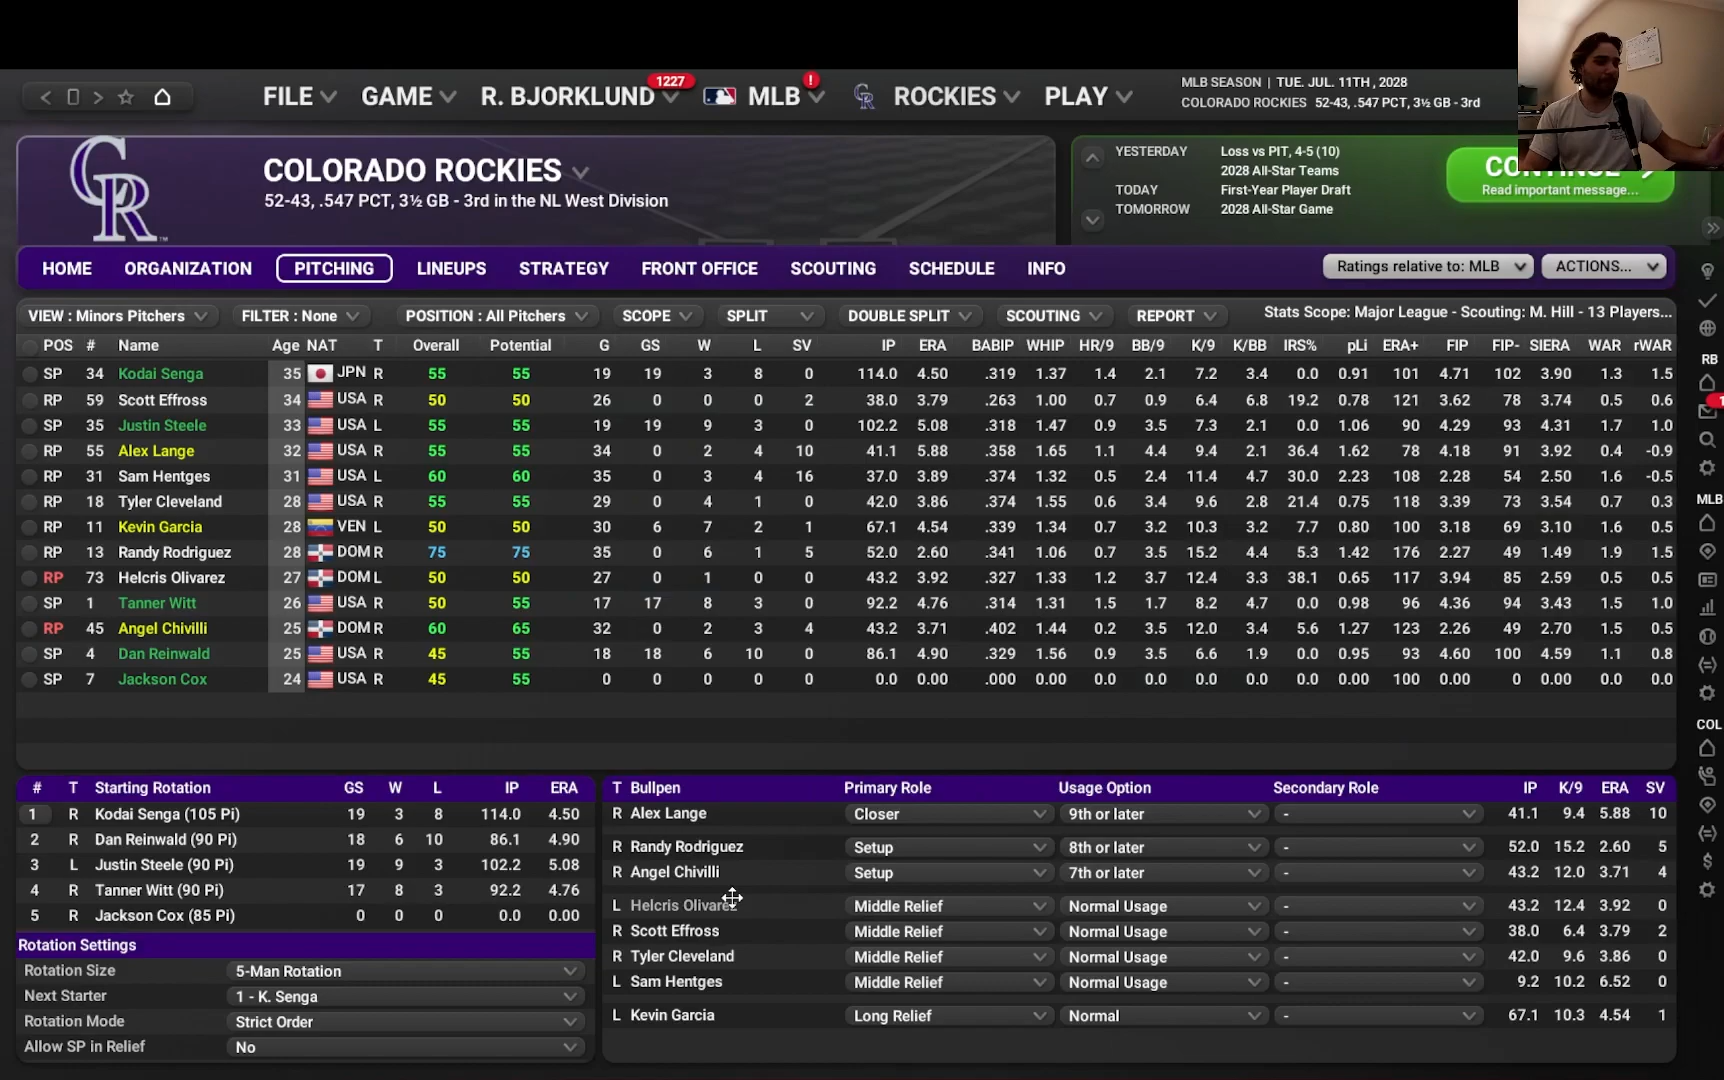 FILE GAME R. BJORKLUND 1227 MLB ! ROCKIES PLAY
MLB SEASON | TUE. JUL. 11TH, 2028
COLORADO ROCKIES 52-43, .547 PCT, 3½ GB - 3rd
COLORADO ROCKIES
52-43, .547 PCT, 3½ GB - 3rd in the NL West Division
YESTERDAY Loss vs PIT, 4-5 (10)
2028 All-Star Teams
TODAY First-Year Player Draft
TOMORROW 2028 All-Star Game
Read important message...
HOME ORGANIZATION PITCHING LINEUPS STRATEGY FRONT OFFICE SCOUTING SCHEDULE INFO Ratings relative to: MLB ACTIONS...
VIEW : Minors Pitchers FILTER : None POSITION : All Pitchers SCOPE SPLIT DOUBLE SPLIT SCOUTING REPORT Stats Scope: Major League - Scouting: M. Hill - 13 Players...
POS # Name Age NAT T Overall Potential G GS W L SV IP ERA BABIP WHIP HR/9 BB/9 K/9 K/BB IRS% pLi ERA+ FIP FIP- SIERA WAR rWAR
SP 34 Kodai Senga 35 JPN R 55 55 19 19 3 8 0 114.0 4.50 .319 1.37 1.4 2.1 7.2 3.4 0.0 0.91 101 4.71 102 3.90 1.3 1.5
RP 59 Scott Effross 34 USA R 50 50 26 0 0 0 2 38.0 3.79 .263 1.00 0.7 0.9 6.4 6.8 19.2 0.78 121 3.62 78 3.74 0.5 0.6
SP 35 Justin Steele 33 USA L 55 55 19 19 9 3 0 102.2 5.08 .318 1.47 0.9 3.5 7.3 2.1 0.0 1.06 90 4.29 93 4.31 1.7 1.0
RP 55 Alex Lange 32 USA R 55 55 34 0 2 4 10 41.1 5.88 .358 1.65 1.1 4.4 9.4 2.1 36.4 1.62 78 4.18 91 3.92 0.4 -0.9
RP 31 Sam Hentges 31 USA L 60 60 35 0 3 4 16 37.0 3.89 .374 1.32 0.5 2.4 11.4 4.7 30.0 2.23 108 2.28 54 2.50 1.6 -0.5
RP 18 Tyler Cleveland 28 USA R 55 55 29 0 4 1 0 42.0 3.86 .374 1.55 0.6 3.4 9.6 2.8 21.4 0.75 118 3.39 73 3.54 0.7 0.3
RP 11 Kevin Garcia 28 VEN L 50 50 30 6 7 2 1 67.1 4.54 .339 1.34 0.7 3.2 10.3 3.2 7.7 0.80 100 3.18 69 3.10 1.6 0.5
RP 13 Randy Rodriguez 28 DOM R 75 75 35 0 6 1 5 52.0 2.60 .341 1.06 0.7 3.5 15.2 4.4 5.3 1.42 176 2.27 49 1.49 1.9 1.5
RP 73 Helcris Olivarez 27 DOM L 50 50 27 0 1 0 0 43.2 3.92 .327 1.33 1.2 3.7 12.4 3.3 38.1 0.65 117 3.94 85 2.59 0.5 0.5
SP 1 Tanner Witt 26 USA R 50 55 17 17 8 3 0 92.2 4.76 .314 1.31 1.5 1.7 8.2 4.7 0.0 0.98 96 4.36 94 3.43 1.5 1.0
RP 45 Angel Chivilli 25 DOM R 60 65 32 0 2 3 4 43.2 3.71 .402 1.44 0.2 3.5 12.0 3.4 5.6 1.27 123 2.26 49 2.70 1.5 0.5
SP 4 Dan Reinwald 25 USA R 45 55 18 18 6 10 0 86.1 4.90 .329 1.56 0.9 3.5 6.6 1.9 0.0 0.95 93 4.60 100 4.59 1.1 0.8
SP 7 Jackson Cox 24 USA R 45 55 0 0 0 0 0 0.0 0.00 .000 0.00 0.0 0.0 0.0 0.0 0.0 0.00 100 0.00 0 0.00 0.0 0.0
# T Starting Rotation GS W L IP ERA
1 R Kodai Senga (105 Pi) 19 3 8 114.0 4.50
2 R Dan Reinwald (90 Pi) 18 6 10 86.1 4.90
3 L Justin Steele (90 Pi) 19 9 3 102.2 5.08
4 R Tanner Witt (90 Pi) 17 8 3 92.2 4.76
5 R Jackson Cox (85 Pi) 0 0 0 0.0 0.00
Rotation Settings
Rotation Size 5-Man Rotation
Next Starter 1 - K. Senga
Rotation Mode Strict Order
Allow SP in Relief No
T Bullpen Primary Role Usage Option Secondary Role IP K/9 ERA SV
R Alex Lange Closer 9th or later - 41.1 9.4 5.88 10
R Randy Rodriguez Setup 8th or later - 52.0 15.2 2.60 5
R Angel Chivilli Setup 7th or later - 43.2 12.0 3.71 4
L Helcris Olivarez Middle Relief Normal Usage - 43.2 12.4 3.92 0
R Scott Effross Middle Relief Normal Usage - 38.0 6.4 3.79 2
R Tyler Cleveland Middle Relief Normal Usage - 42.0 9.6 3.86 0
L Sam Hentges Middle Relief Normal Usage - 9.2 10.2 6.52 0
L Kevin Garcia Long Relief Normal - 67.1 10.3 4.54 1
RB
1
MLB
COL